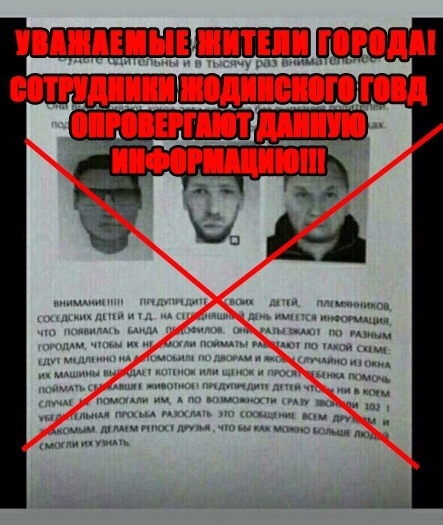 УВАЖАЕМЫЕ ЖИТЕЛИ ГОРОДА!
БУДЬТЕ БДИТЕЛЬНЫ И В ТЫСЯЧУ РАЗ ВНИМАТЕЛЬНЕЕ!
СОТРУДНИКИ ЖОДИНСКОГО ГОВД
ОПРОВЕРГАЮТ ДАННУЮ
ИНФОРМАЦИЮ!!!
ВНИМАНИЕ!!!!! ПРЕДУПРЕДИТЕ СВОИХ ДЕТЕЙ, ПЛЕМЯННИКОВ,
СОСЕДСКИХ ДЕТЕЙ И Т.Д.. НА СЕГОДНЯШНИЙ ДЕНЬ ИМЕЕТСЯ ИНФОРМАЦИЯ,
ЧТО ПОЯВИЛАСЬ БАНДА ПЕДОФИЛОВ. ОНИ РАЗЪЕЗЖАЮТ ПО РАЗНЫМ
ГОРОДАМ, ЧТОБЫ ИХ НЕ МОГЛИ ПОЙМАТЬ! РАБОТАЮТ ПО ТАКОЙ СХЕМЕ:
ЕДУТ МЕДЛЕННО НА АВТОМОБИЛЕ ПО ДВОРАМ И ЯКОБЫ СЛУЧАЙНО ИЗ ОКНА
ИХ МАШИНЫ ВЫПАДАЕТ КОТЕНОК ИЛИ ЩЕНОК И ПРОСЯТ РЕБЕНКА ПОМОЧЬ
ПОЙМАТЬ СБЕЖАВШЕЕ ЖИВОТНОЕ! ПРЕДУПРЕДИТЕ ДЕТЕЙ ЧТОБЫ НИ В КОЕМ
СЛУЧАЕ НЕ ПОМОГАЛИ ИМ, А ПО ВОЗМОЖНОСТИ СРАЗУ ЗВОНИЛИ 102 !
УБЕДИТЕЛЬНАЯ ПРОСЬБА РАЗОСЛАТЬ ЭТО СООБЩЕНИЕ ВСЕМ ДРУЗЬЯМ И
ЗНАКОМЫМ. ДЕЛАЕМ РЕПОСТ ДРУЗЬЯ , ЧТО БЫ КАК МОЖНО БОЛЬШЕ ЛЮДЕЙ
СМОГЛИ ИХ УЗНАТЬ.